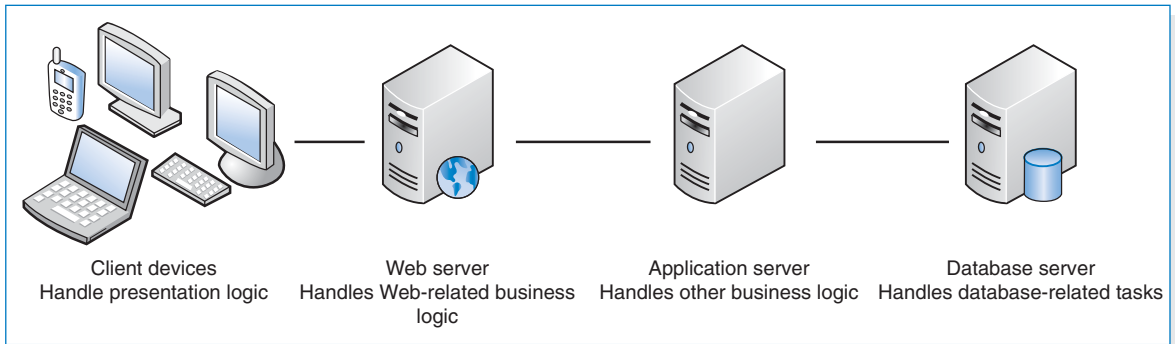 Client devices
Handle presentation logic
Web server
Handles Web-related business
logic
Application server
Handles other business logic
Database server
Handles database-related tasks